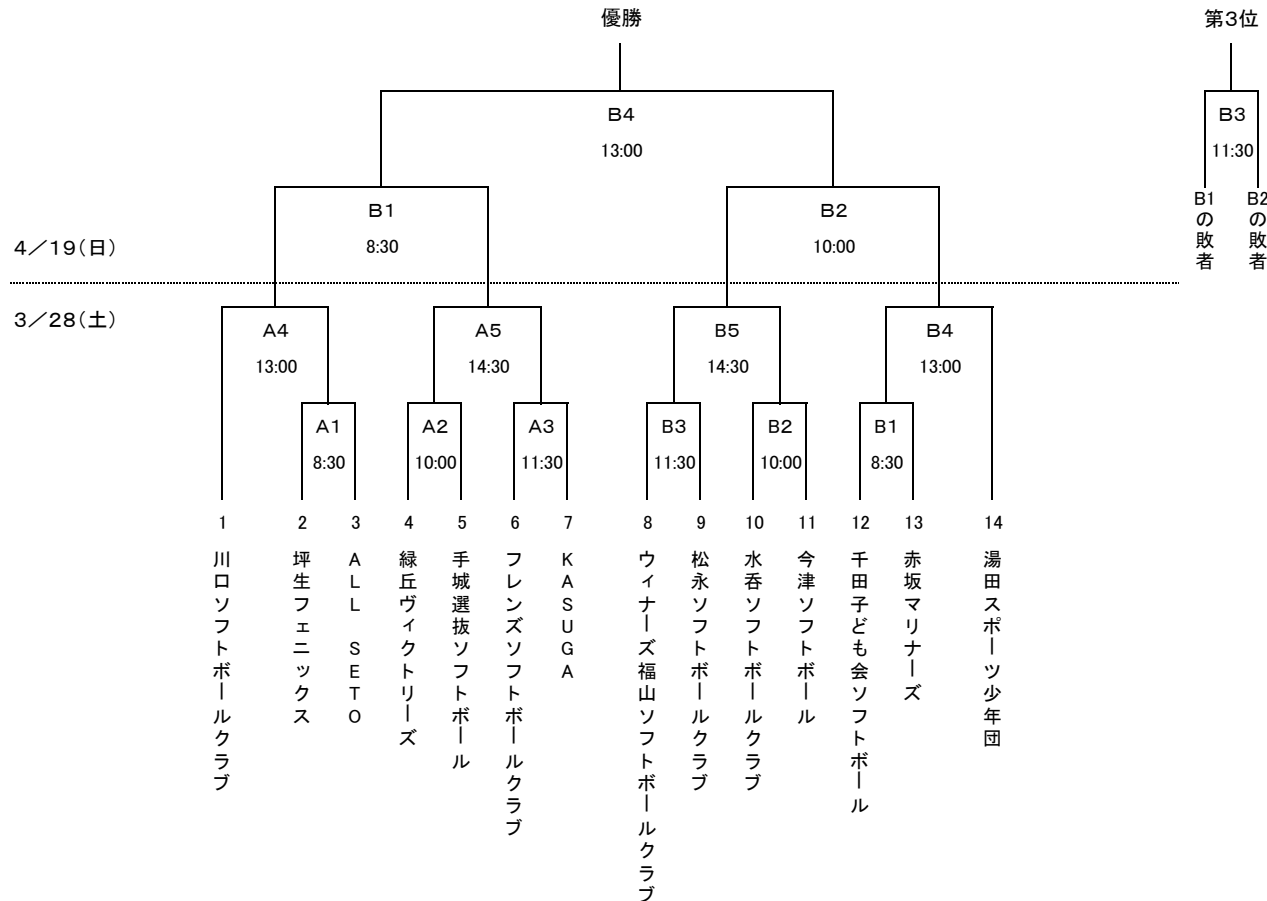 優勝
第3位
B4
13:00
B3
11:30
B1の敗者
B2の敗者
B1
8:30
B2
10:00
4／19(日)
3／28(土)
A4
13:00
A5
14:30
B5
14:30
B4
13:00
A1
8:30
A2
10:00
A3
11:30
B3
11:30
B2
10:00
B1
8:30
1
2
3
4
5
6
7
8
9
10
11
12
13
14
川口ソフトボールクラブ
坪生フェニックス
ALL SETO
緑丘ヴィクトリーズ
手城選抜ソフトボール
フレンズソフトボールクラブ
KASUGA
ウィナーズ福山ソフトボールクラブ
松永ソフトボールクラブ
水呑ソフトボールクラブ
今津ソフトボール
千田子ども会ソフトボール
赤坂マリナーズ
湯田スポーツ少年団